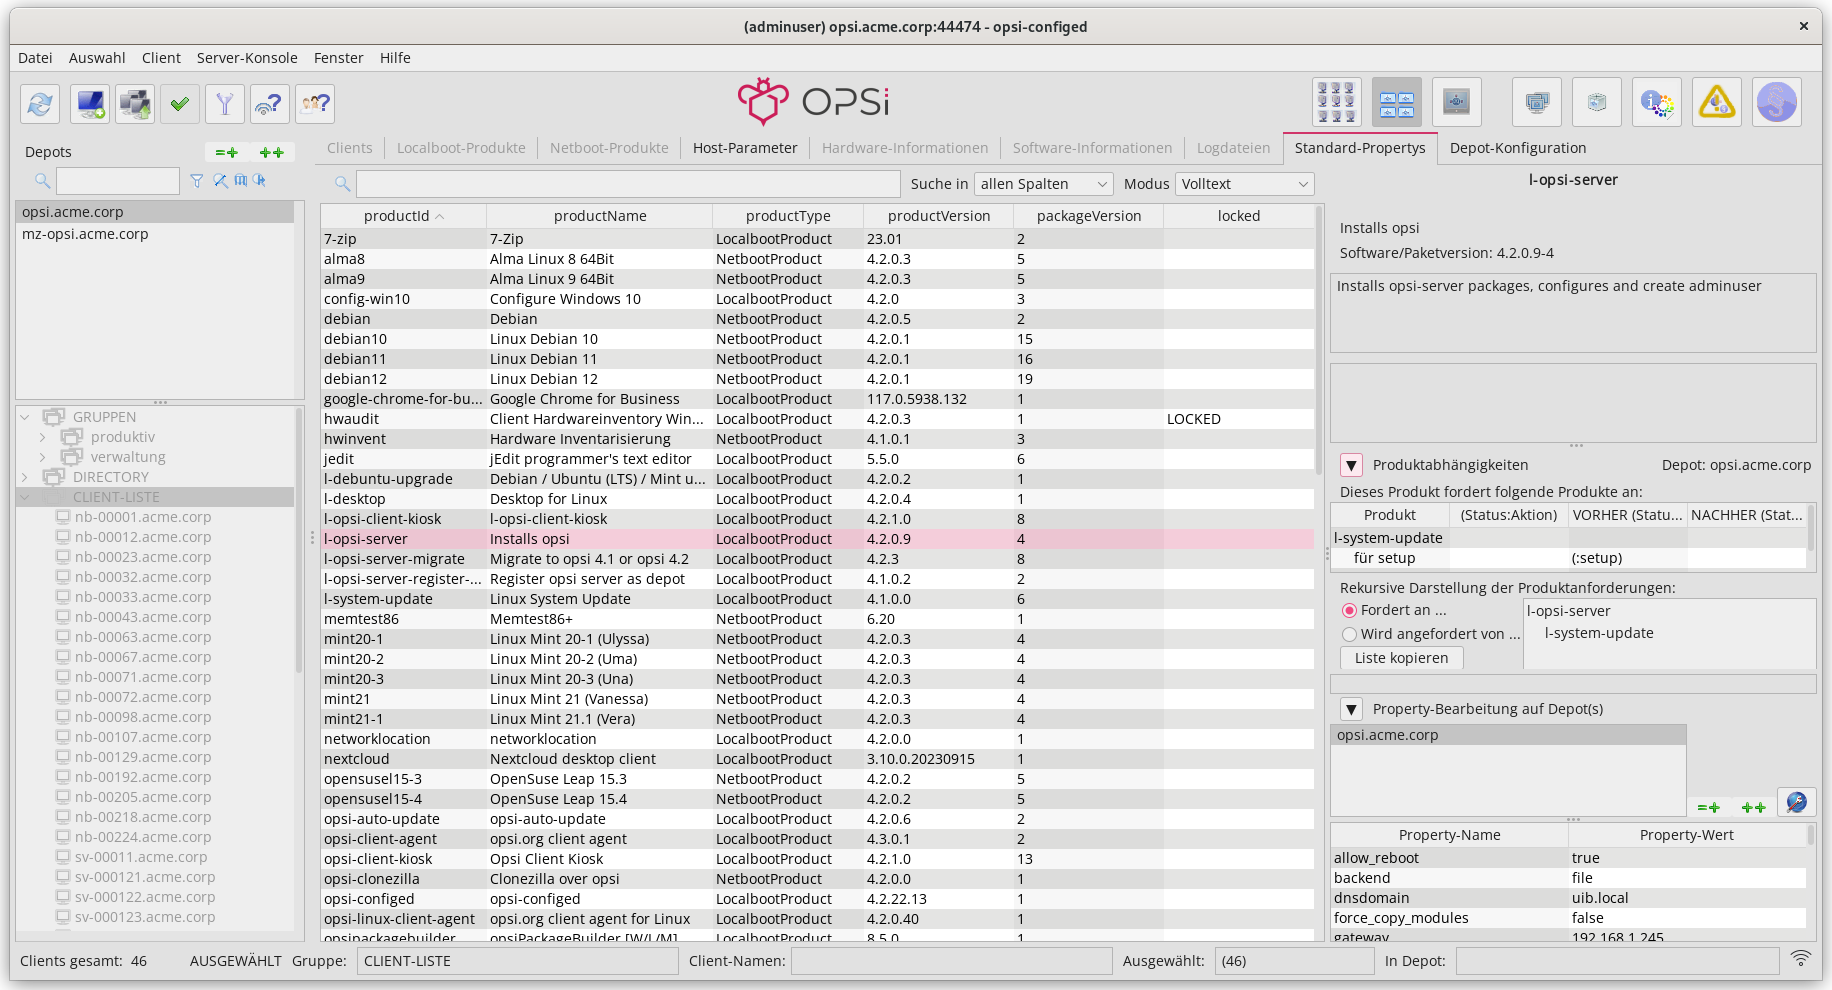 (adminuser) opsi.acme.corp:44474 - opsi-configed
Datei Auswahl Client Server-Konsole Fenster Hilfe
OPSi
Depots
opsi.acme.corp
mz-opsi.acme.corp
GRUPPEN
produktiv
verwaltung
DIRECTORY
CLIENT-LISTE
nb-00001.acme.corp
nb-00012.acme.corp
nb-00023.acme.corp
nb-00032.acme.corp
nb-00033.acme.corp
nb-00043.acme.corp
nb-00063.acme.corp
nb-00067.acme.corp
nb-00071.acme.corp
nb-00072.acme.corp
nb-00098.acme.corp
nb-00107.acme.corp
nb-00129.acme.corp
nb-00192.acme.corp
nb-00205.acme.corp
nb-00218.acme.corp
nb-00224.acme.corp
sv-00011.acme.corp
sv-000121.acme.corp
sv-000122.acme.corp
sv-000123.acme.corp
Clients Localboot-Produkte Netboot-Produkte Host-Parameter Hardware-Informationen Software-Informationen Logdateien Standard-Propertys Depot-Konfiguration
Suche in allen Spalten Modus Volltext
productId productName productType productVersion packageVersion locked
7-zip 7-Zip LocalbootProduct 23.01 2
alma8 Alma Linux 8 64Bit NetbootProduct 4.2.0.3 5
alma9 Alma Linux 9 64Bit NetbootProduct 4.2.0.3 5
config-win10 Configure Windows 10 LocalbootProduct 4.2.0 3
debian Debian NetbootProduct 4.2.0.5 2
debian10 Linux Debian 10 NetbootProduct 4.2.0.1 15
debian11 Linux Debian 11 NetbootProduct 4.2.0.1 16
debian12 Linux Debian 12 NetbootProduct 4.2.0.1 19
google-chrome-for-bu... Google Chrome for Business LocalbootProduct 117.0.5938.132 1
hwaudit Client Hardwareinventory Win... LocalbootProduct 4.2.0.3 1 LOCKED
hwinvent Hardware Inventarisierung NetbootProduct 4.1.0.1 3
jedit jEdit programmer's text editor LocalbootProduct 5.5.0 6
l-debuntu-upgrade Debian / Ubuntu (LTS) / Mint u... LocalbootProduct 4.2.0.2 1
l-desktop Desktop for Linux LocalbootProduct 4.2.0.4 1
l-opsi-client-kiosk l-opsi-client-kiosk LocalbootProduct 4.2.1.0 8
l-opsi-server Installs opsi LocalbootProduct 4.2.0.9 4
l-opsi-server-migrate Migrate to opsi 4.1 or opsi 4.2 LocalbootProduct 4.2.3 8
l-opsi-server-register-... Register opsi server as depot LocalbootProduct 4.1.0.2 2
l-system-update Linux System Update LocalbootProduct 4.1.0.0 6
memtest86 Memtest86+ NetbootProduct 6.20 1
mint20-1 Linux Mint 20-1 (Ulyssa) NetbootProduct 4.2.0.3 4
mint20-2 Linux Mint 20-2 (Uma) NetbootProduct 4.2.0.3 4
mint20-3 Linux Mint 20-3 (Una) NetbootProduct 4.2.0.3 4
mint21 Linux Mint 21 (Vanessa) NetbootProduct 4.2.0.3 4
mint21-1 Linux Mint 21.1 (Vera) NetbootProduct 4.2.0.3 4
networklocation networklocation LocalbootProduct 4.2.0.0 1
nextcloud Nextcloud desktop client LocalbootProduct 3.10.0.20230915 1
opensusel15-3 OpenSuse Leap 15.3 NetbootProduct 4.2.0.2 5
opensusel15-4 OpenSuse Leap 15.4 NetbootProduct 4.2.0.2 5
opsi-auto-update opsi-auto-update LocalbootProduct 4.2.0.6 2
opsi-client-agent opsi.org client agent LocalbootProduct 4.3.0.1 2
opsi-client-kiosk Opsi Client Kiosk LocalbootProduct 4.2.1.0 13
opsi-clonezilla Clonezilla over opsi NetbootProduct 4.2.0.0 1
opsi-configed opsi-configed LocalbootProduct 4.2.22.13 1
opsi-linux-client-agent opsi.org client agent for Linux LocalbootProduct 4.2.0.40 1
opsipackagebuilder opsiPackageBuilder [W/L/M] LocalbootProduct 8.5.0 1
l-opsi-server
Installs opsi
Software/Paketversion: 4.2.0.9-4
Installs opsi-server packages, configures and create adminuser
Produktabhängigkeiten Depot: opsi.acme.corp
Dieses Produkt fordert folgende Produkte an:
Produkt (Status:Aktion) VORHER (Statu... NACHHER (Stat...
l-system-update
für setup (:setup)
Rekursive Darstellung der Produktanforderungen:
Fordert an ...
Wird angefordert von ...
Liste kopieren
l-opsi-server
l-system-update
Property-Bearbeitung auf Depot(s)
opsi.acme.corp
Property-Name Property-Wert
allow_reboot true
backend file
dnsdomain uib.local
force_copy_modules false
gateway 192.168.1.245
Clients gesamt: 46 AUSGEWÄHLT Gruppe: CLIENT-LISTE Client-Namen: Ausgewählt: (46) In Depot: